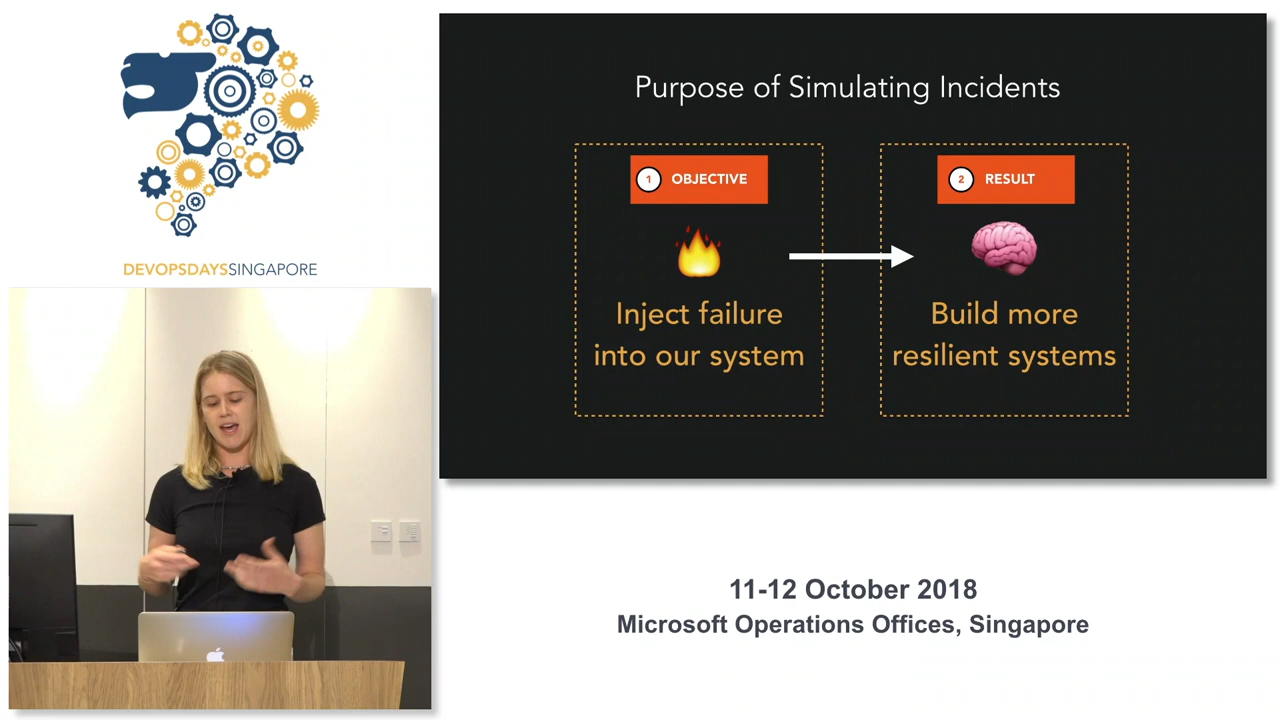 DEVOPSDAYSSINGAPORE
Purpose of Simulating Incidents
1 OBJECTIVE
Inject failure
into our system
2 RESULT
Build more
resilient systems
11-12 October 2018
Microsoft Operations Offices, Singapore